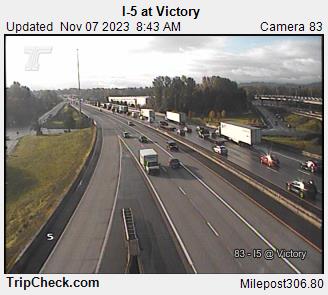 I-5 at Victory
Updated Nov 07 2023 8:43 AM Camera 83
T
S
83 - I5 @ Victory
TripCheck.com Milepost306.80